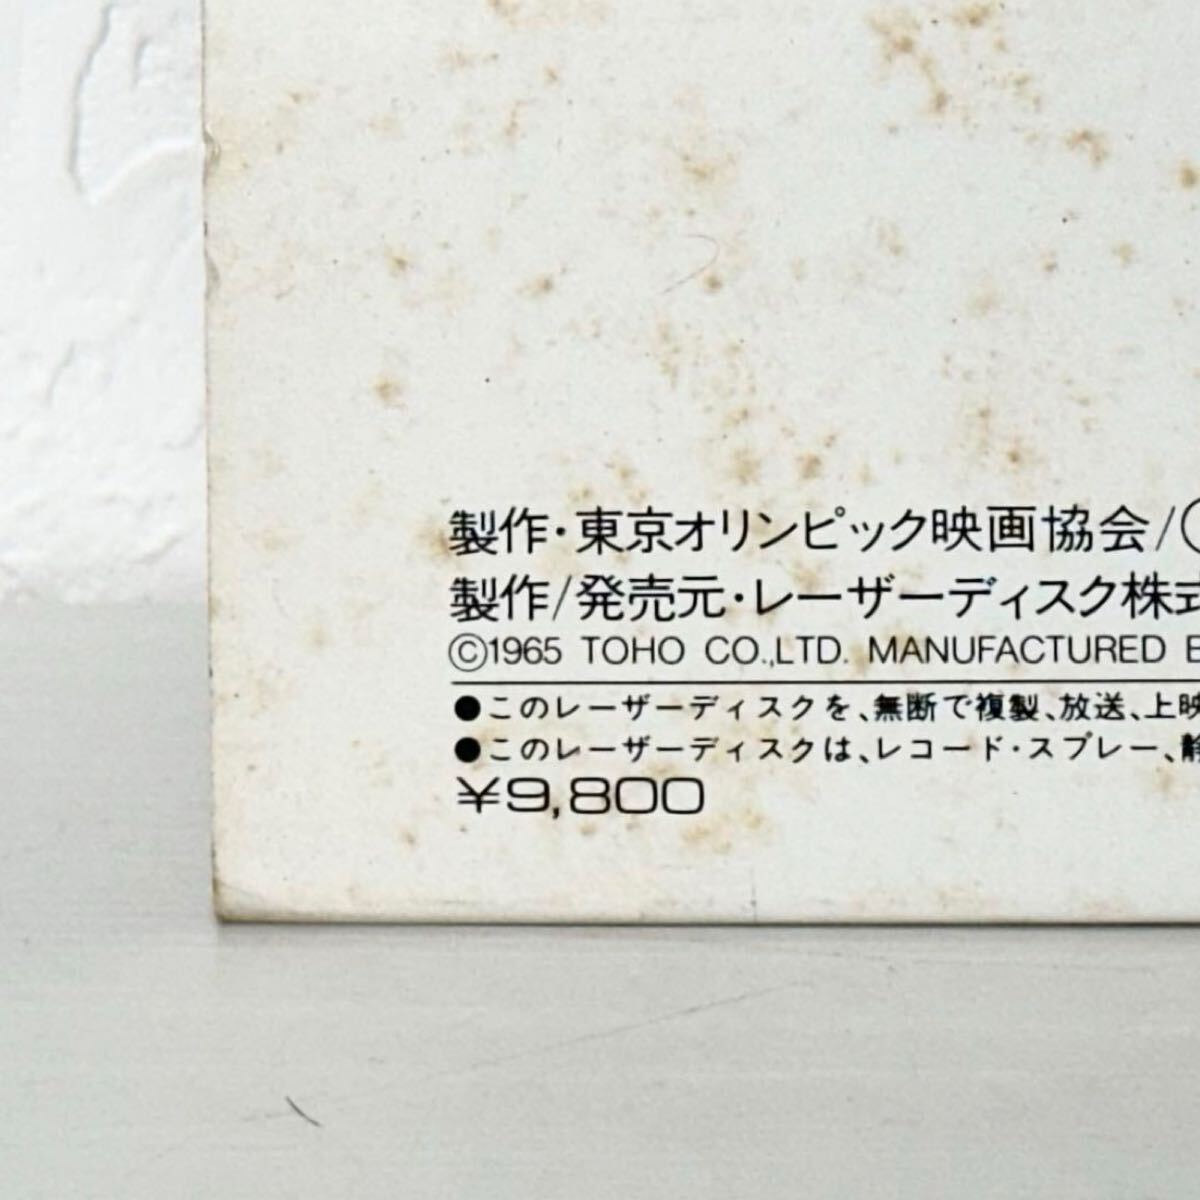 製作・東京オリンピック映画協会/
製作/発売元・レーザーディスク株式
©1965 TOHO CO.,LTD. MANUFACTURED
●このレーザーディスクを、無断で複製、放送、上映
●このレーザーディスクは、レコード・スプレー、静
¥9,800